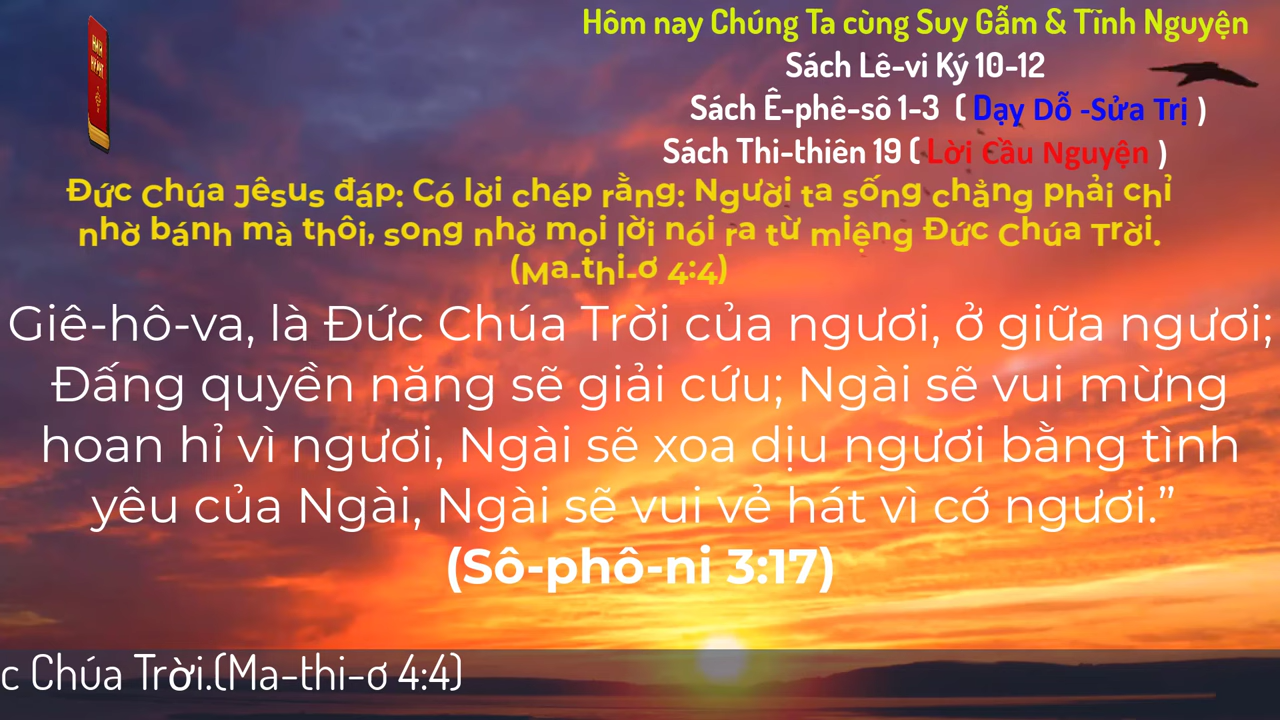 Hôm nay Chúng Ta cùng Suy Gẫm & Tĩnh Nguyện
Sách Lê-vi Ký 10-12
Sách Ê-phê-sô 1-3 ( Dạy Dỗ -Sửa Trị )
Sách Thi-thiên 19 ( Lời Cầu Nguyện )
Đức Chúa Jêsus đáp: Có lời chép rằng: Người ta sống chẳng phải chỉ
nhờ bánh mà thôi, song nhờ mọi lời nói ra từ miệng Đức Chúa Trời.
(Ma-thi-ơ 4:4)
Giê-hô-va, là Đức Chúa Trời của ngươi, ở giữa ngươi;
Đấng quyền năng sẽ giải cứu; Ngài sẽ vui mừng
hoan hỉ vì ngươi, Ngài sẽ xoa dịu ngươi bằng tình
yêu của Ngài, Ngài sẽ vui vẻ hát vì cớ ngươi.”
(Sô-phô-ni 3:17)
c Chúa Trời.(Ma-thi-ơ 4:4)